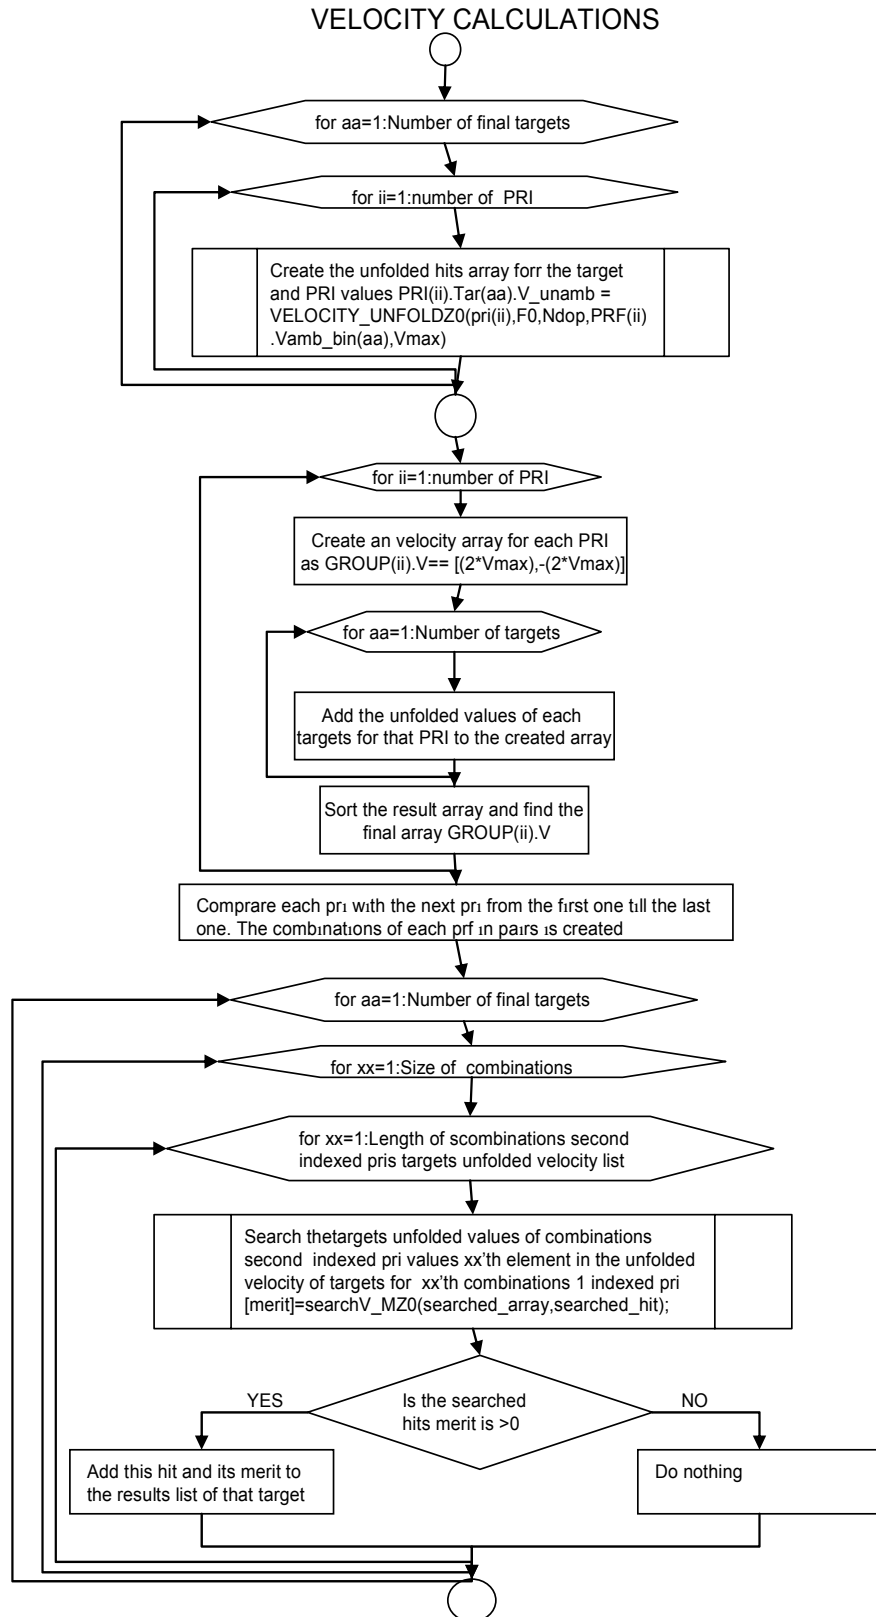 VELOCITY CALCULATIONS
for aa=1:Number of final targets
for ii=1:number of  PRI
Create the unfolded hits array forr the target
and PRI values PRI(ii).Tar(aa).V_unamb =
VELOCITY_UNFOLDZ0(pri(ii),F0,Ndop,PRF(ii)
.Vamb_bin(aa),Vmax)
for ii=1:number of PRI
Create an velocity array for each PRI
as GROUP(ii).V== [(2*Vmax),-(2*Vmax)]
for aa=1:Number of targets
Add the unfolded values of each
targets for that PRI to the created array
Sort the result array and find the
final array GROUP(ii).V
Comprare each prı wıth the next prı from the fırst one tıll the last
one. The combınatıons of each prf ın paırs ıs created
for aa=1:Number of final targets
for xx=1:Size of  combinations
for xx=1:Length of scombinations second
indexed pris targets unfolded velocity list
Search thetargets unfolded values of combinations
second  indexed pri values xx'th element in the unfolded
velocity of targets for  xx'th combinations 1 indexed pri
[merit]=searchV_MZ0(searched_array,searched_hit);
Is the searched
hits merit is >0
YES
NO
Add this hit and its merit to
the results list of that target
Do nothing